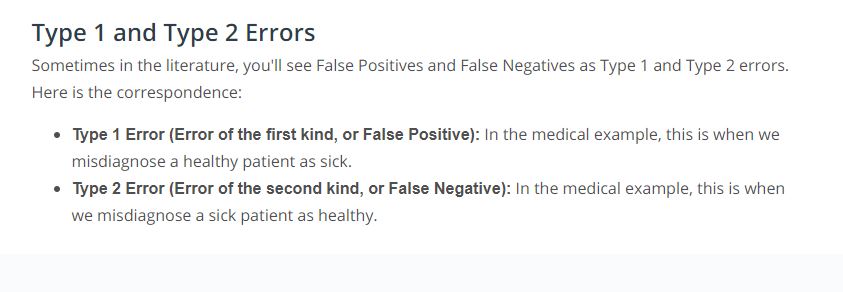 Type 1 and Type 2 Errors
Sometimes in the literature, you'll see False Positives and False Negatives as Type 1 and Type 2 errors.
Here is the correspondence:
• Type 1 Error (Error of the first kind, or False Positive): In the medical example, this is when we
misdiagnose a healthy patient as sick.
• Type 2 Error (Error of the second kind, or False Negative): In the medical example, this is when
we misdiagnose a sick patient as healthy.